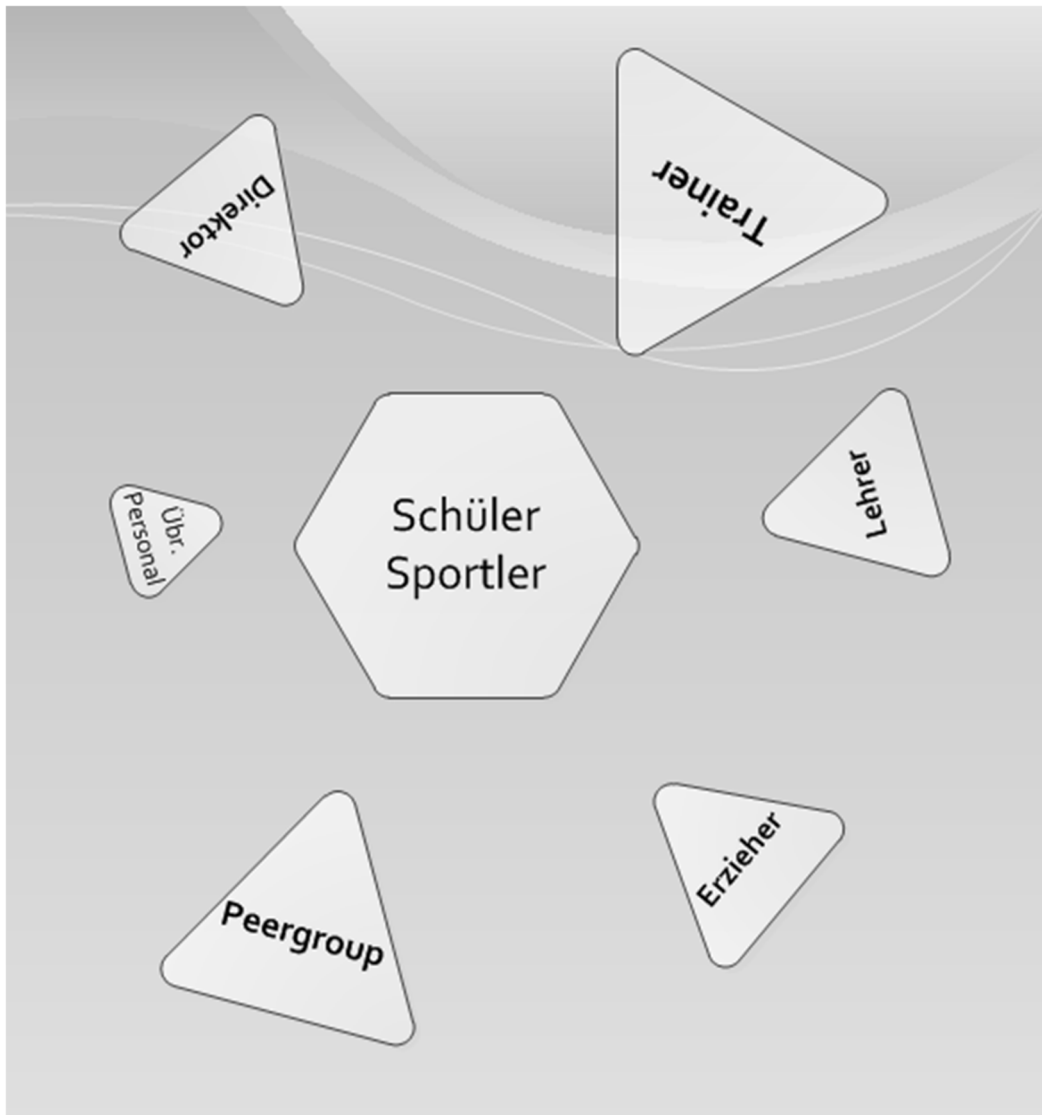 Direktor
Trainer
Schüler
Sportler
Lehrer
Übr.
Personal
Peergroup
Erzieher